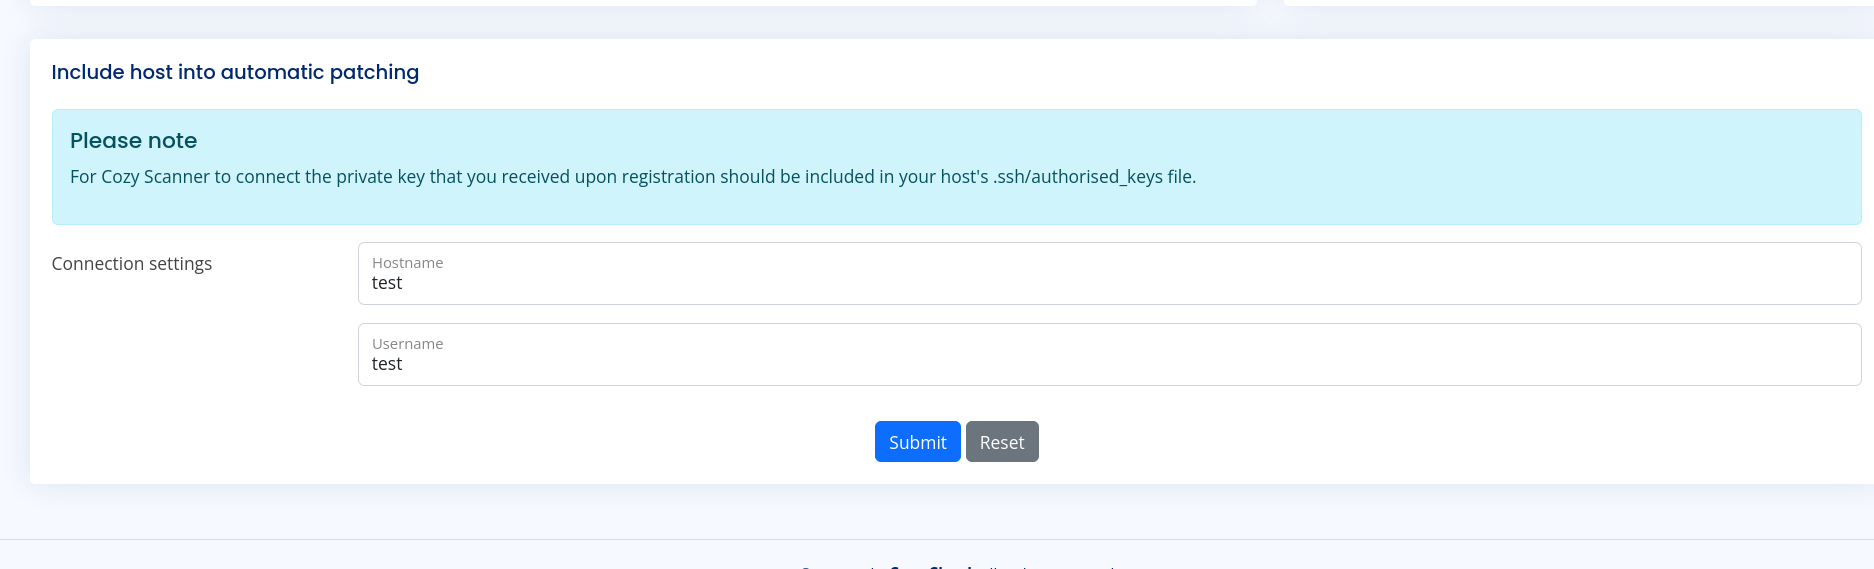 Include host into automatic patching
Please note
For Cozy Scanner to connect the private key that you received upon registration should be included in your host's .ssh/authorised_keys file.
Connection settings
Hostname
test
Username
test
Submit
Reset